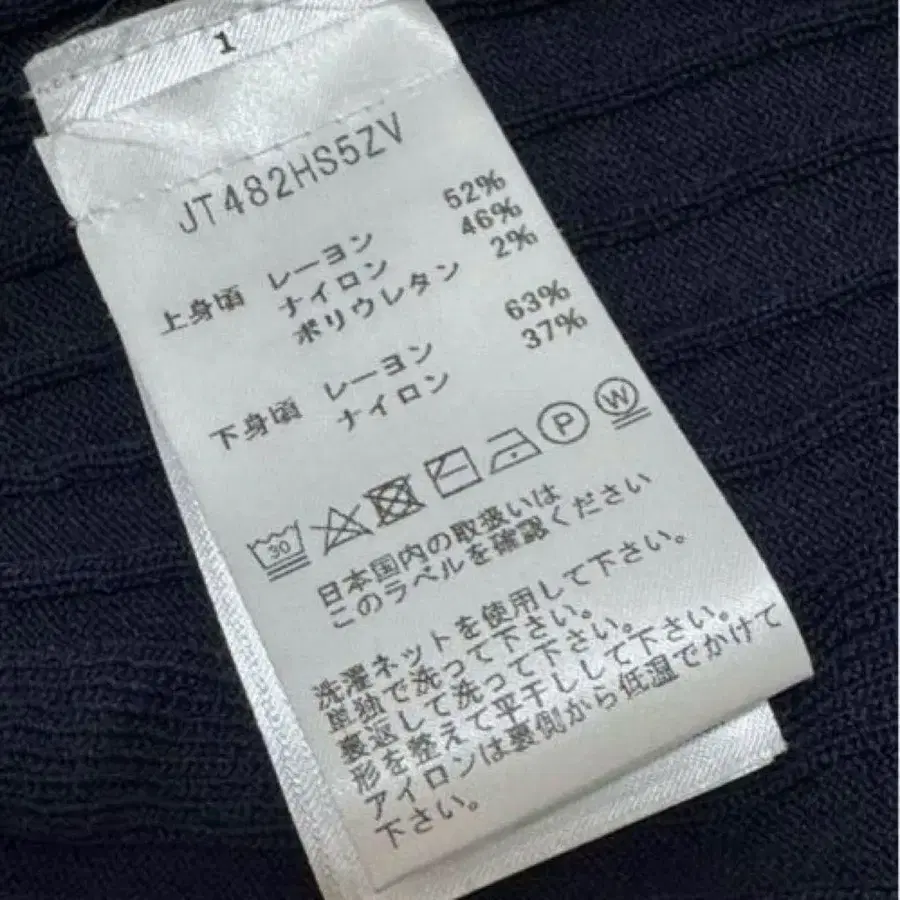 1
JT482HS5ZV
上身頃 レーヨン 52%
ナイロン 46%
ポリウレタン 2%
下身頃 レーヨン 63%
ナイロン 37%
30 P W
日本国内の取扱いは
このラベルを確認ください
洗濯ネットを使用して下さい。
単独で洗って下さい。
裏返して洗って下さい。
形を整えて平干しして下さい。
アイロンは裏側から低温でかけて
下さい。